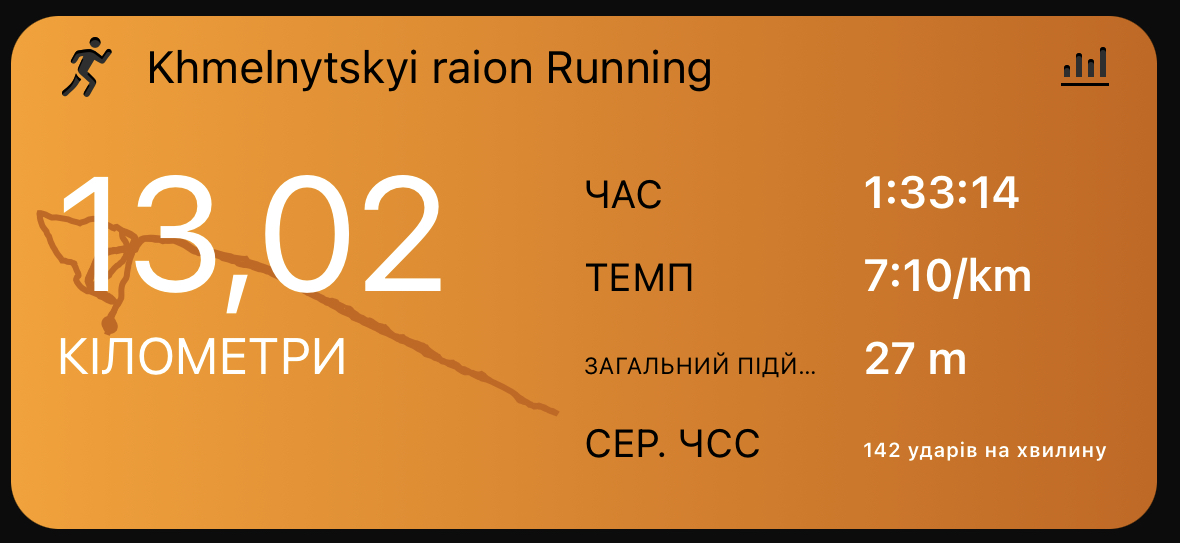 Khmelnytskyi raion Running
13,02
КІЛОМЕТРИ
ЧАС 1:33:14
ТЕМП 7:10/km
ЗАГАЛЬНИЙ ПІДЙ... 27 m
СЕР. ЧСС 142 ударів на хвилину